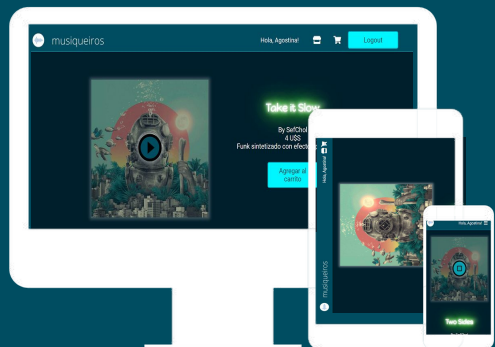 musiqueiros
Hola, Agostina!
Logout
Take it Slow
By SefChol
4 U$S
Funk sintetizado con efect
Agregar al
carrito
Hola, Agostina!
musiqueiros
Hola, Agostina!
Two Sides